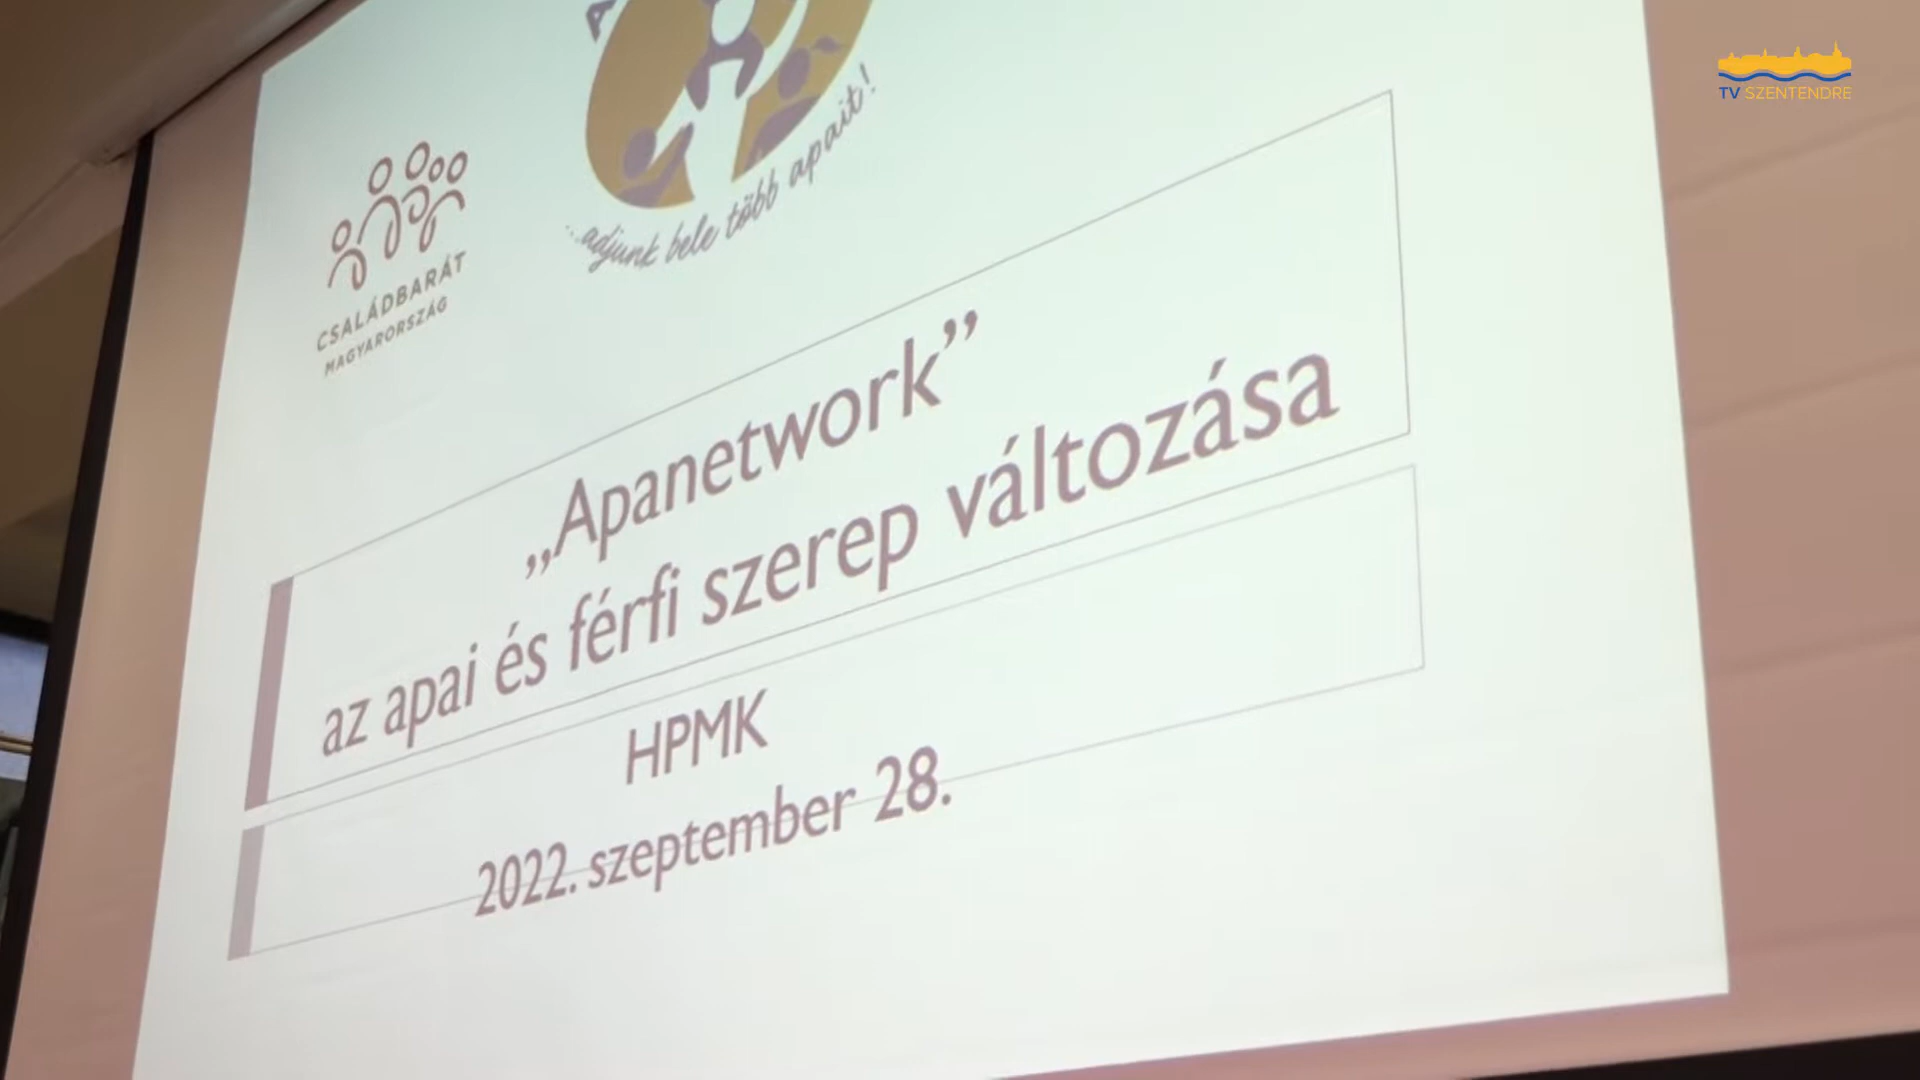 TV SZENTENDRE
...adjunk bele több apait!
CSALÁDBARÁT
MAGYARORSZÁG
„Apanetwork”
az apai és férfi szerep változása
HPMK
2022. szeptember 28.